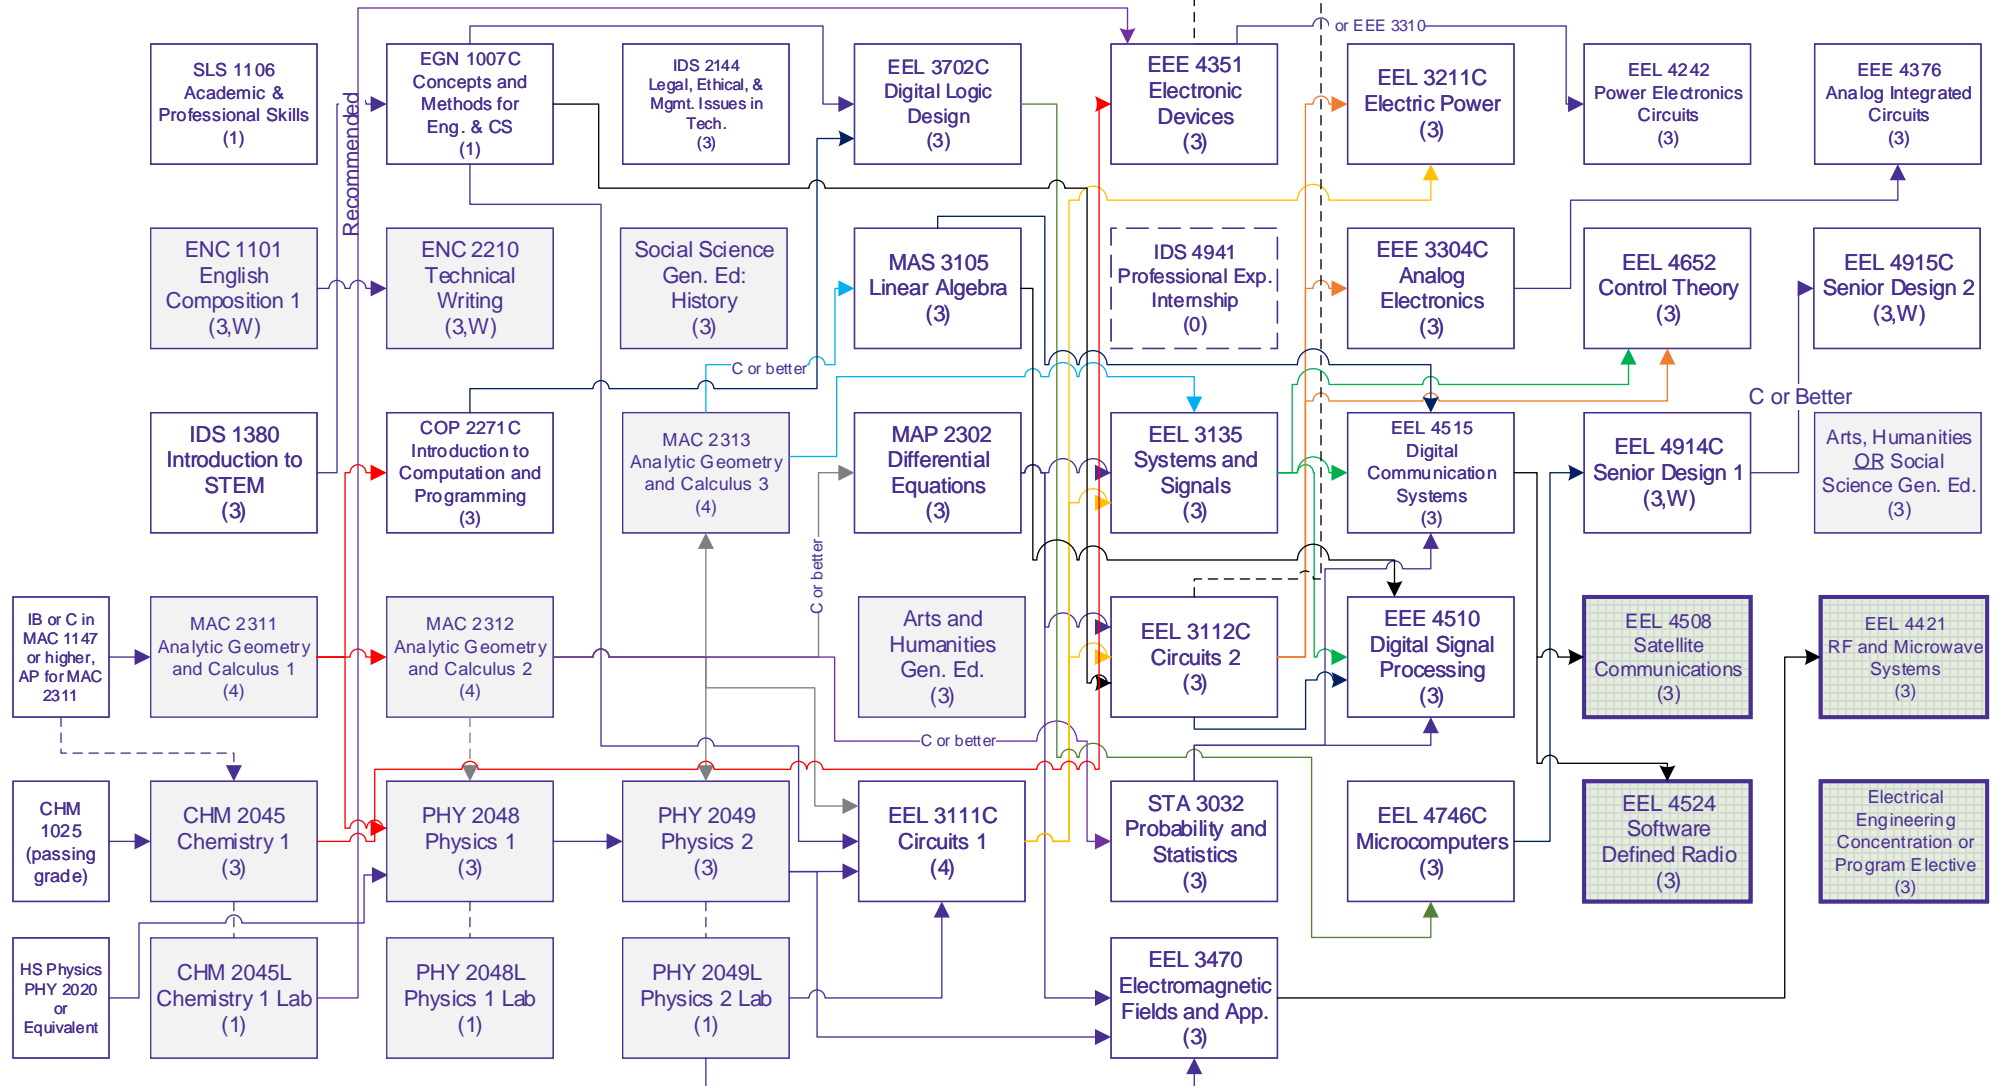 or EEE 3310
SLS 1106
Academic &
Professional Skills
(1)
Recommended
EGN 1007C
Concepts and
Methods for
Eng. & CS
(1)
IDS 2144
Legal, Ethical, &
Mgmt. Issues in
Tech.
(3)
EEL 3702C
Digital Logic
Design
(3)
EEE 4351
Electronic
Devices
(3)
EEL 3211C
Electric Power
(3)
EEL 4242
Power Electronics
Circuits
(3)
EEE 4376
Analog Integrated
Circuits
(3)
ENC 1101
English
Composition 1
(3,W)
ENC 2210
Technical
Writing
(3,W)
Social Science
Gen. Ed:
History
(3)
MAS 3105
Linear Algebra
(3)
IDS 4941
Professional Exp.
Internship
(0)
EEE 3304C
Analog
Electronics
(3)
EEL 4652
Control Theory
(3)
EEL 4915C
Senior Design 2
(3,W)
C or better
C or Better
IDS 1380
Introduction to
STEM
(3)
COP 2271C
Introduction to
Computation and
Programming
(3)
MAC 2313
Analytic Geometry
and Calculus 3
(4)
MAP 2302
Differential
Equations
(3)
EEL 3135
Systems and
Signals
(3)
EEL 4515
Digital
Communication
Systems
(3)
EEL 4914C
Senior Design 1
(3,W)
Arts, Humanities
OR Social
Science Gen. Ed.
(3)
C or better
IB or C in
MAC 1147
or higher,
AP for MAC
2311
MAC 2311
Analytic Geometry
and Calculus 1
(4)
MAC 2312
Analytic Geometry
and Calculus 2
(4)
Arts and
Humanities
Gen. Ed.
(3)
EEL 3112C
Circuits 2
(3)
EEE 4510
Digital Signal
Processing
(3)
EEL 4508
Satellite
Communications
(3)
EEL 4421
RF and Microwave
Systems
(3)
C or better
CHM
1025
(passing
grade)
CHM 2045
Chemistry 1
(3)
PHY 2048
Physics 1
(3)
PHY 2049
Physics 2
(3)
EEL 3111C
Circuits 1
(4)
STA 3032
Probability and
Statistics
(3)
EEL 4746C
Microcomputers
(3)
EEL 4524
Software
Defined Radio
(3)
Electrical
Engineering
Concentration or
Program Elective
(3)
HS Physics
PHY 2020
or
Equivalent
CHM 2045L
Chemistry 1 Lab
(1)
PHY 2048L
Physics 1 Lab
(1)
PHY 2049L
Physics 2 Lab
(1)
EEL 3470
Electromagnetic
Fields and App.
(3)